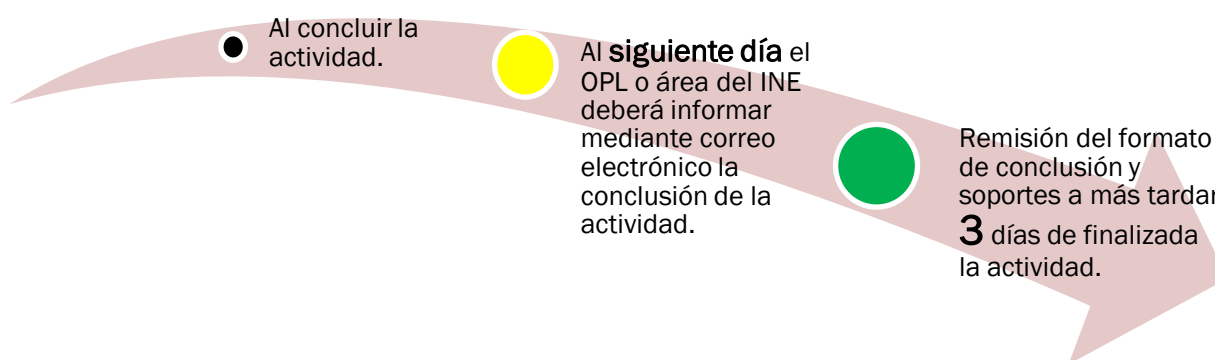 Al concluir la
actividad.
Al siguiente día el
OPL o área del INE
deberá informar
mediante correo
electrónico la
conclusión de la
actividad.
Remisión del formato
de conclusión y
soportes a más tardar
3 días de finalizada
la actividad.